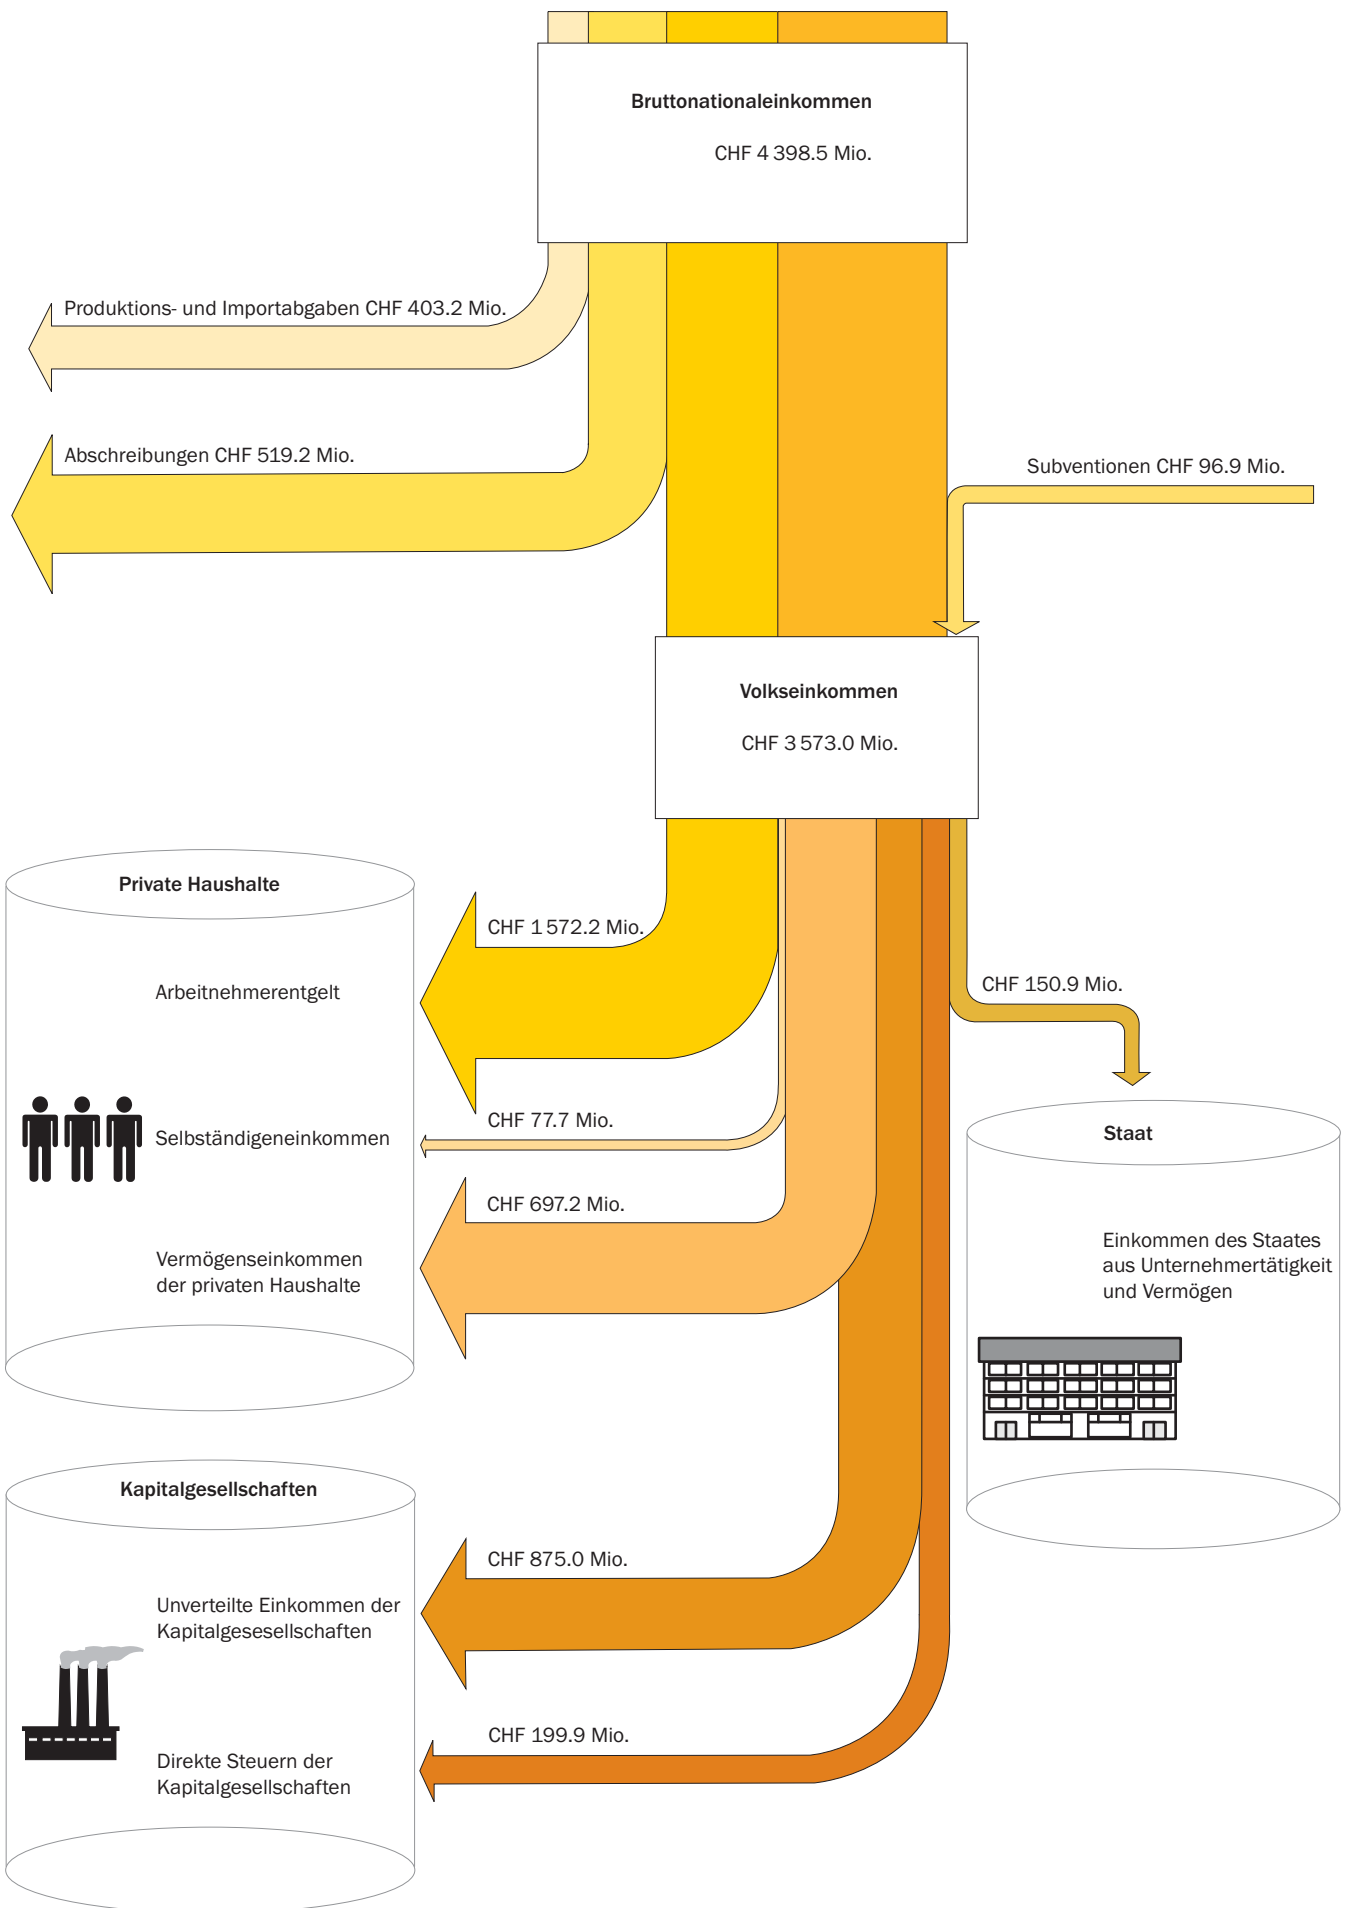 Bruttonationaleinkommen
CHF 4 398.5 Mio.
Produktions- und Importabgaben CHF 403.2 Mio.
Abschreibungen CHF 519.2 Mio.
Subventionen CHF 96.9 Mio.
Volkseinkommen
CHF 3 573.0 Mio.
Private Haushalte
CHF 1 572.2 Mio.
Arbeitnehmerentgelt
CHF 150.9 Mio.
CHF 77.7 Mio.
Selbständigeneinkommen
Staat
CHF 697.2 Mio.
Vermögenseinkommen
der privaten Haushalte
Einkommen des Staates
aus Unternehmertätigkeit
und Vermögen
Kapitalgesellschaften
CHF 875.0 Mio.
Unverteilte Einkommen der
Kapitalgesesellschaften
CHF 199.9 Mio.
Direkte Steuern der
Kapitalgesellschaften